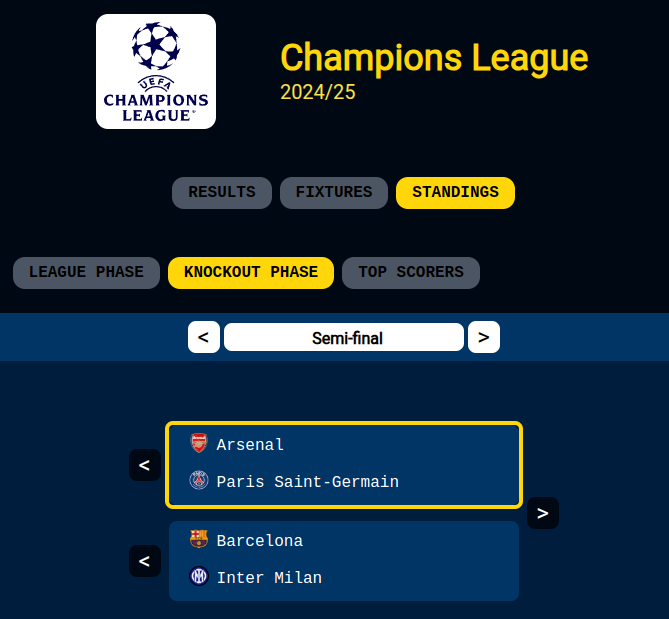 UEFA
CHAMPIONS
LEAGUE
Champions League
2024/25
RESULTS FIXTURES STANDINGS
LEAGUE PHASE KNOCKOUT PHASE TOP SCORERS
< Semi-final >
Arsenal
<
Paris Saint-Germain
>
Barcelona
<
Inter Milan